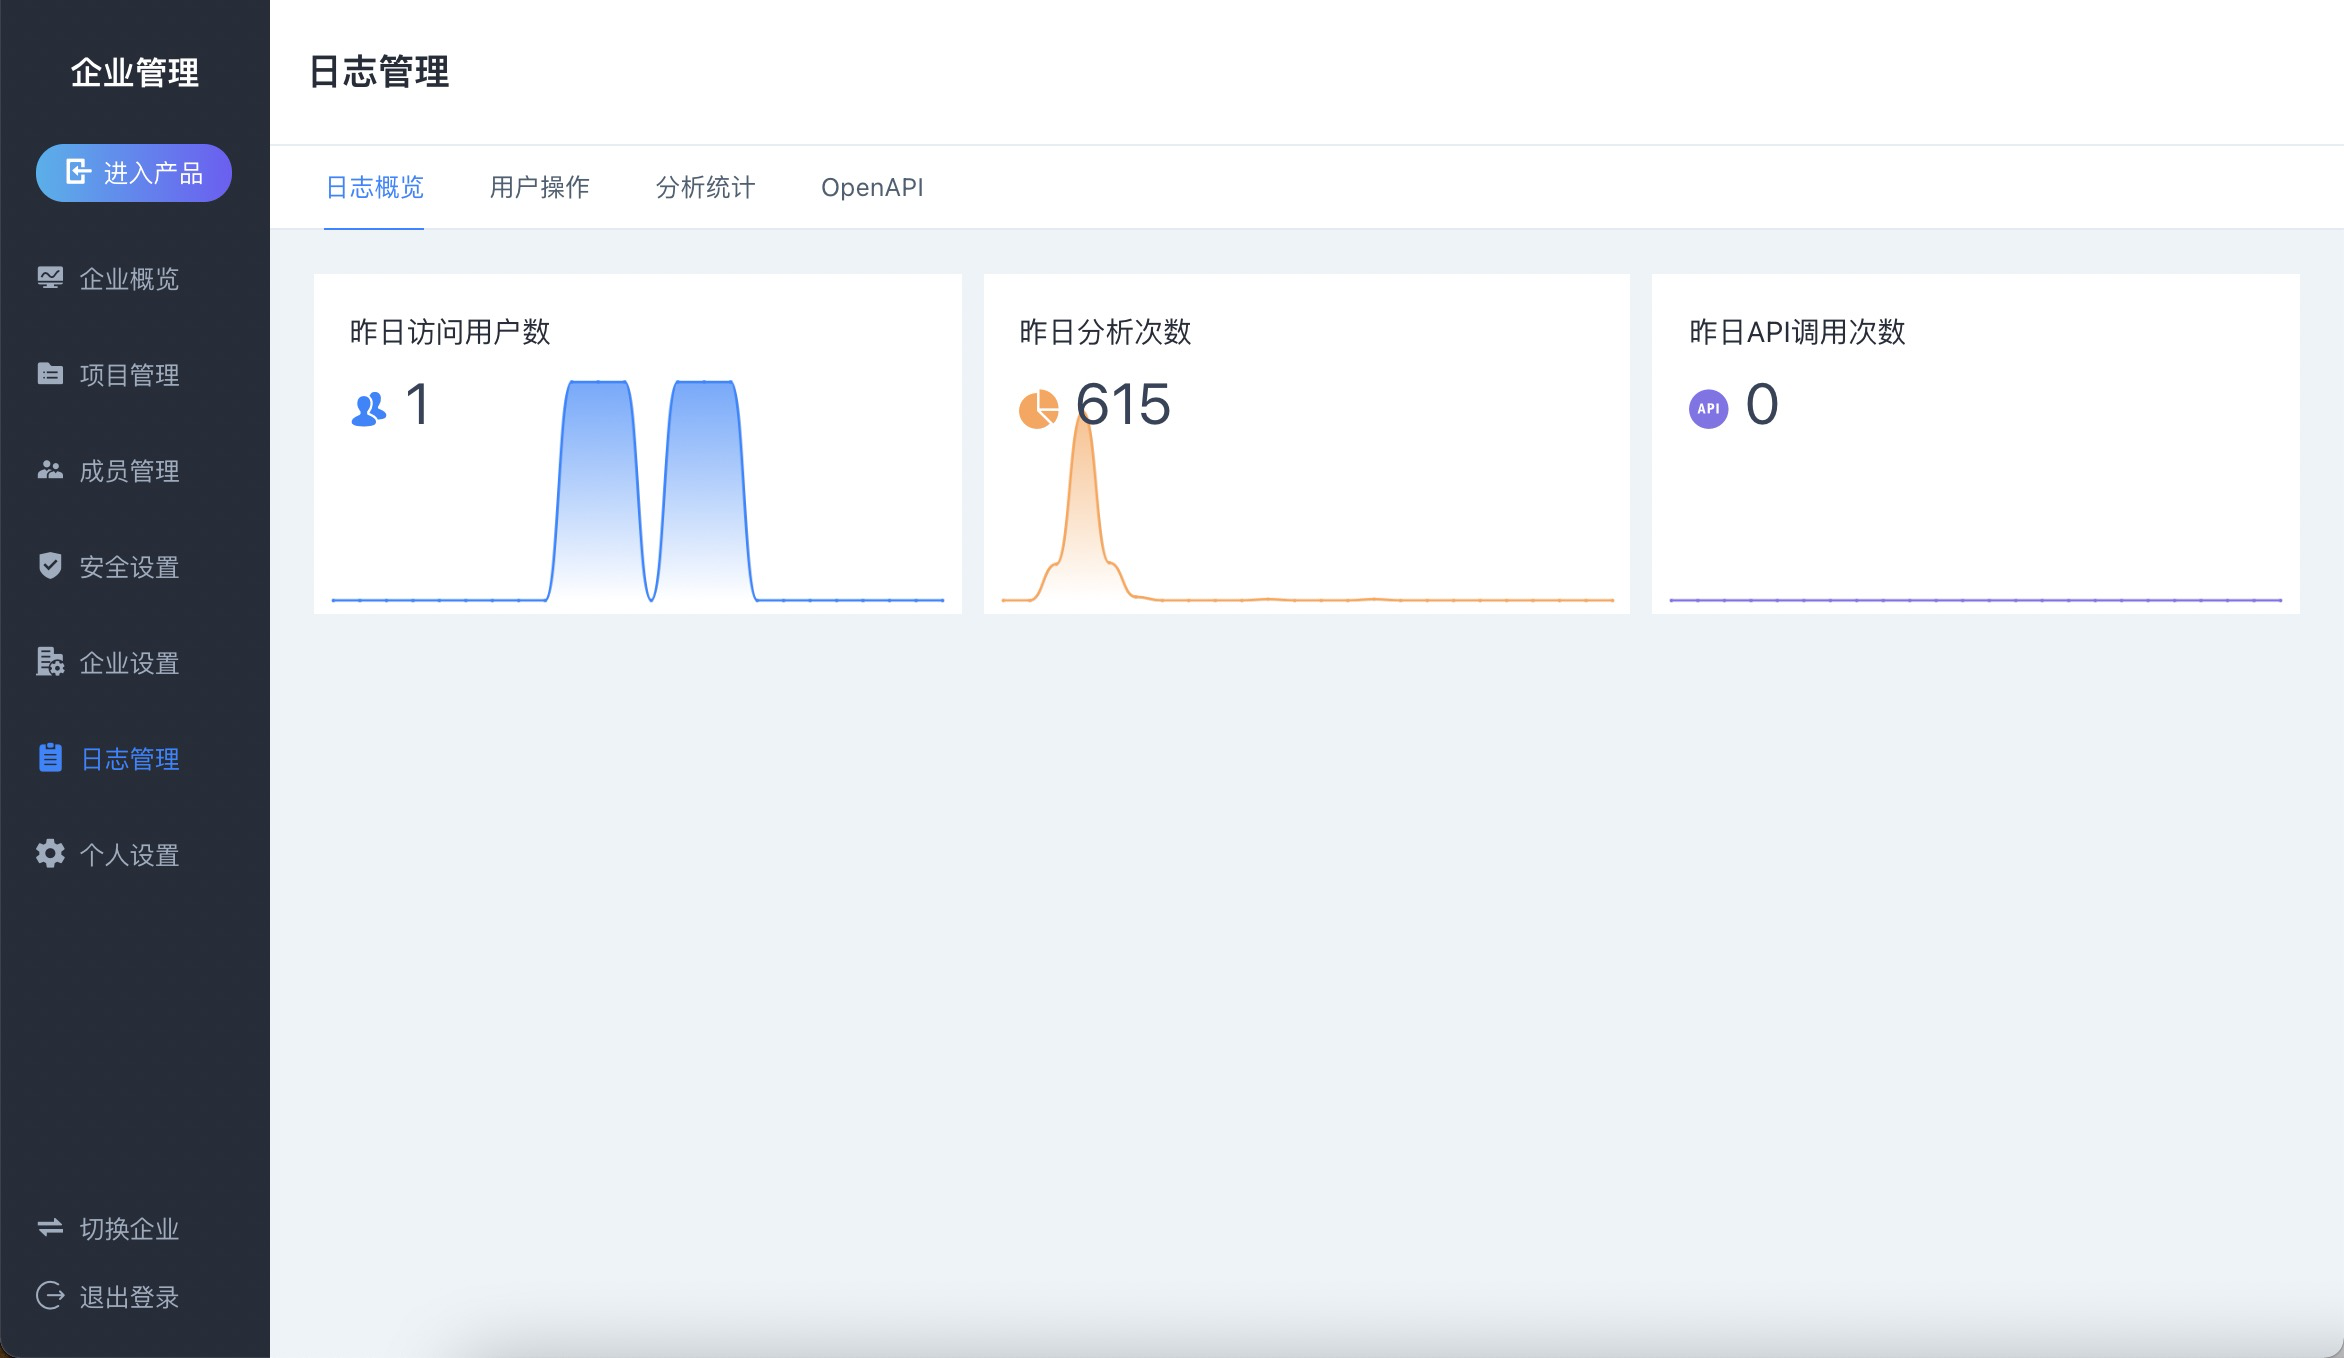 企业管理
进入产品
企业概览
项目管理
成员管理
安全设置
企业设置
日志管理
个人设置
切换企业
退出登录
日志管理
日志概览 用户操作 分析统计 OpenAPI
昨日访问用户数
1
昨日分析次数
615
昨日API调用次数
API 0